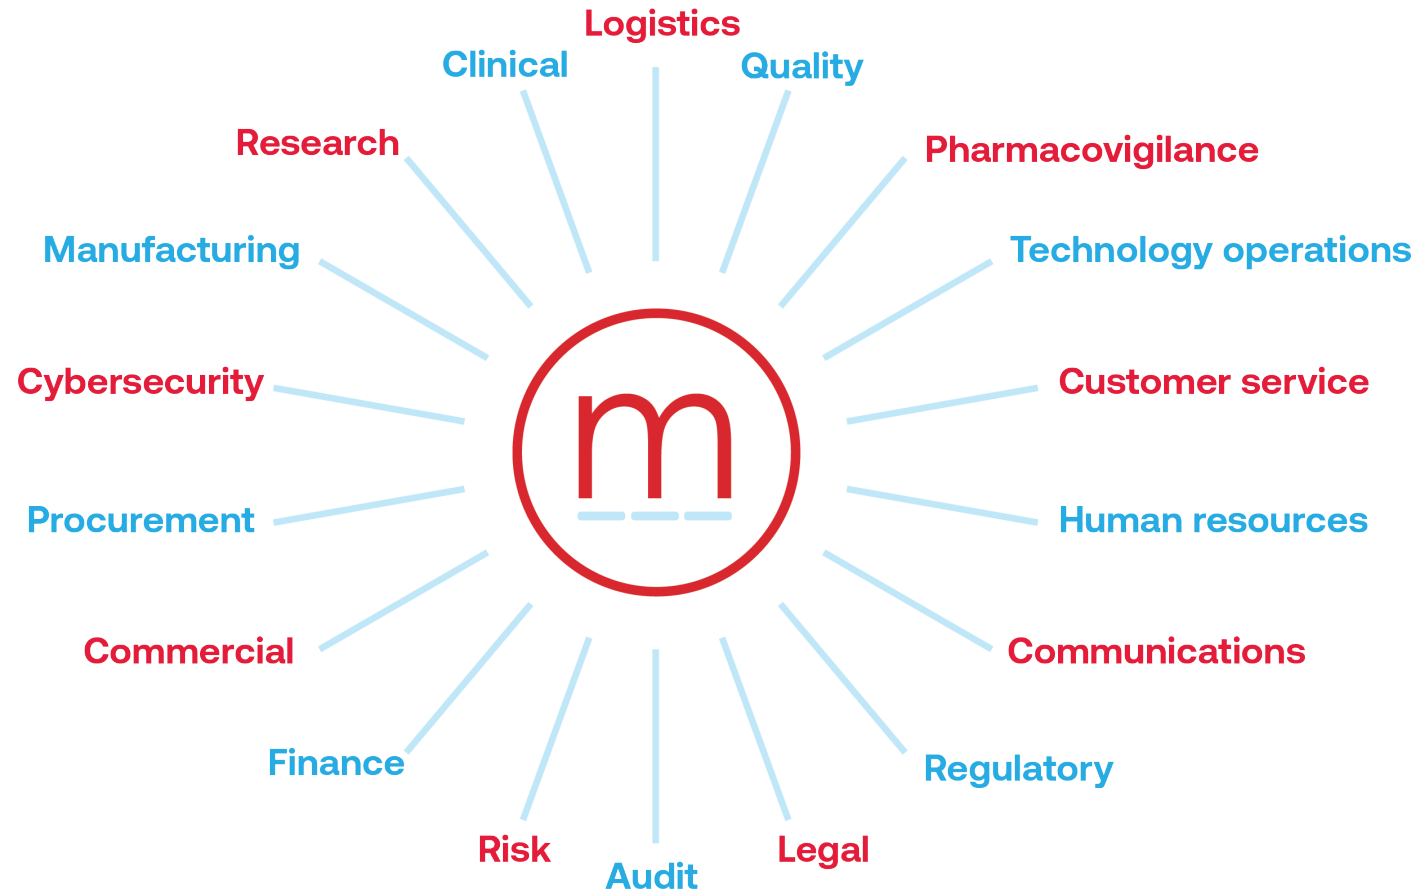 Logistics
Clinical
Quality
Research
Pharmacovigilance
Manufacturing
Technology operations
Cybersecurity
Customer service
m
Procurement
Human resources
Commercial
Communications
Finance
Regulatory
Risk
Legal
Audit